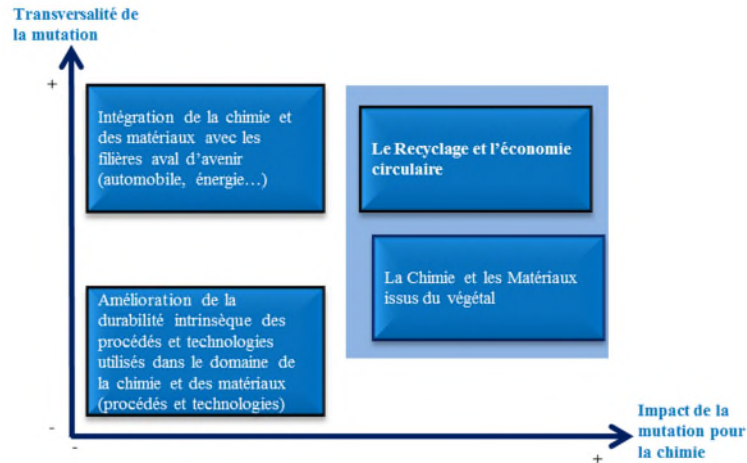 Transversalité de
la mutation
+
Intégration de la chimie et
des matériaux avec les
filières aval d'avenir
(automobile, énergie…)
Le Recyclage et l'économie
circulaire
La Chimie et les Matériaux
issus du végétal
Amélioration de la
durabilité intrinsèque des
procédés et technologies
utilisés dans le domaine de
la chimie et des matériaux
(procédés et technologies)
-
-
+
Impact de la
mutation pour
la chimie